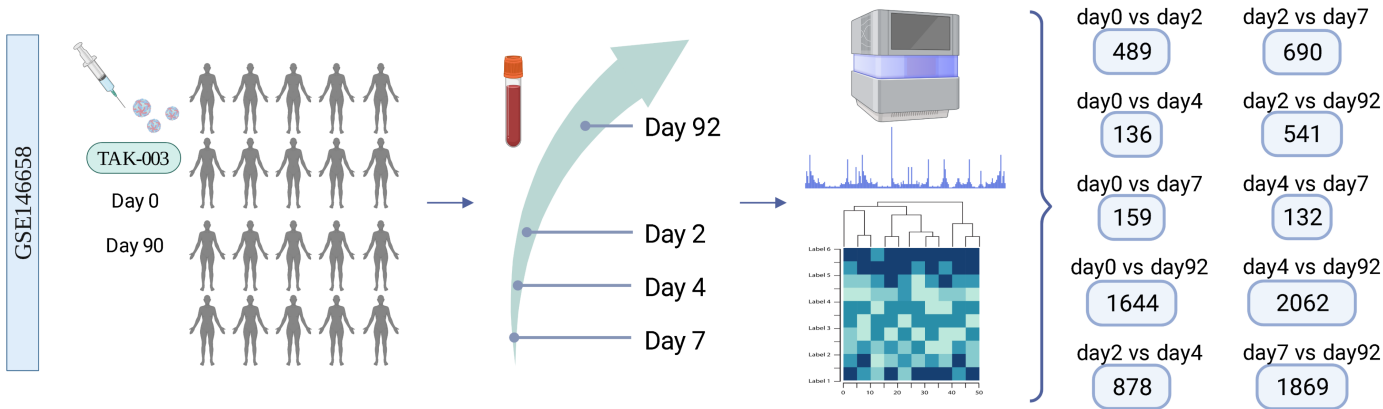 GSE146658
TAK-003
Day 0
Day 90
Day 92
Day 2
Day 4
Day 7
Label 6
Label 5
Label 4
Label 3
Label 2
Label 1
0 10 20 30 40 50
day0 vs day2
489
day2 vs day7
690
day0 vs day4
136
day2 vs day92
541
day0 vs day7
159
day4 vs day7
132
day0 vs day92
1644
day4 vs day92
2062
day2 vs day4
878
day7 vs day92
1869